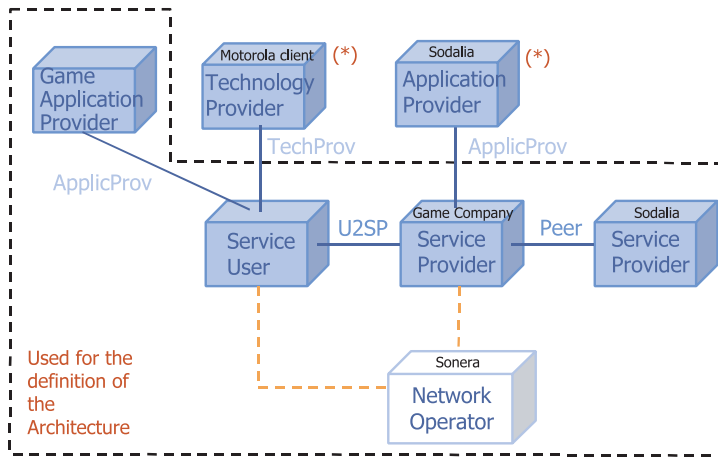 Motorola client
(*)
Sodalia
(*)
Game
Application
Provider
Technology
Provider
Application
Provider
TechProv
ApplicProv
ApplicProv
Game Company
Sodalia
Service
User
U2SP
Service
Provider
Peer
Service
Provider
Used for the
definition of
the
Architecture
Sonera
Network
Operator